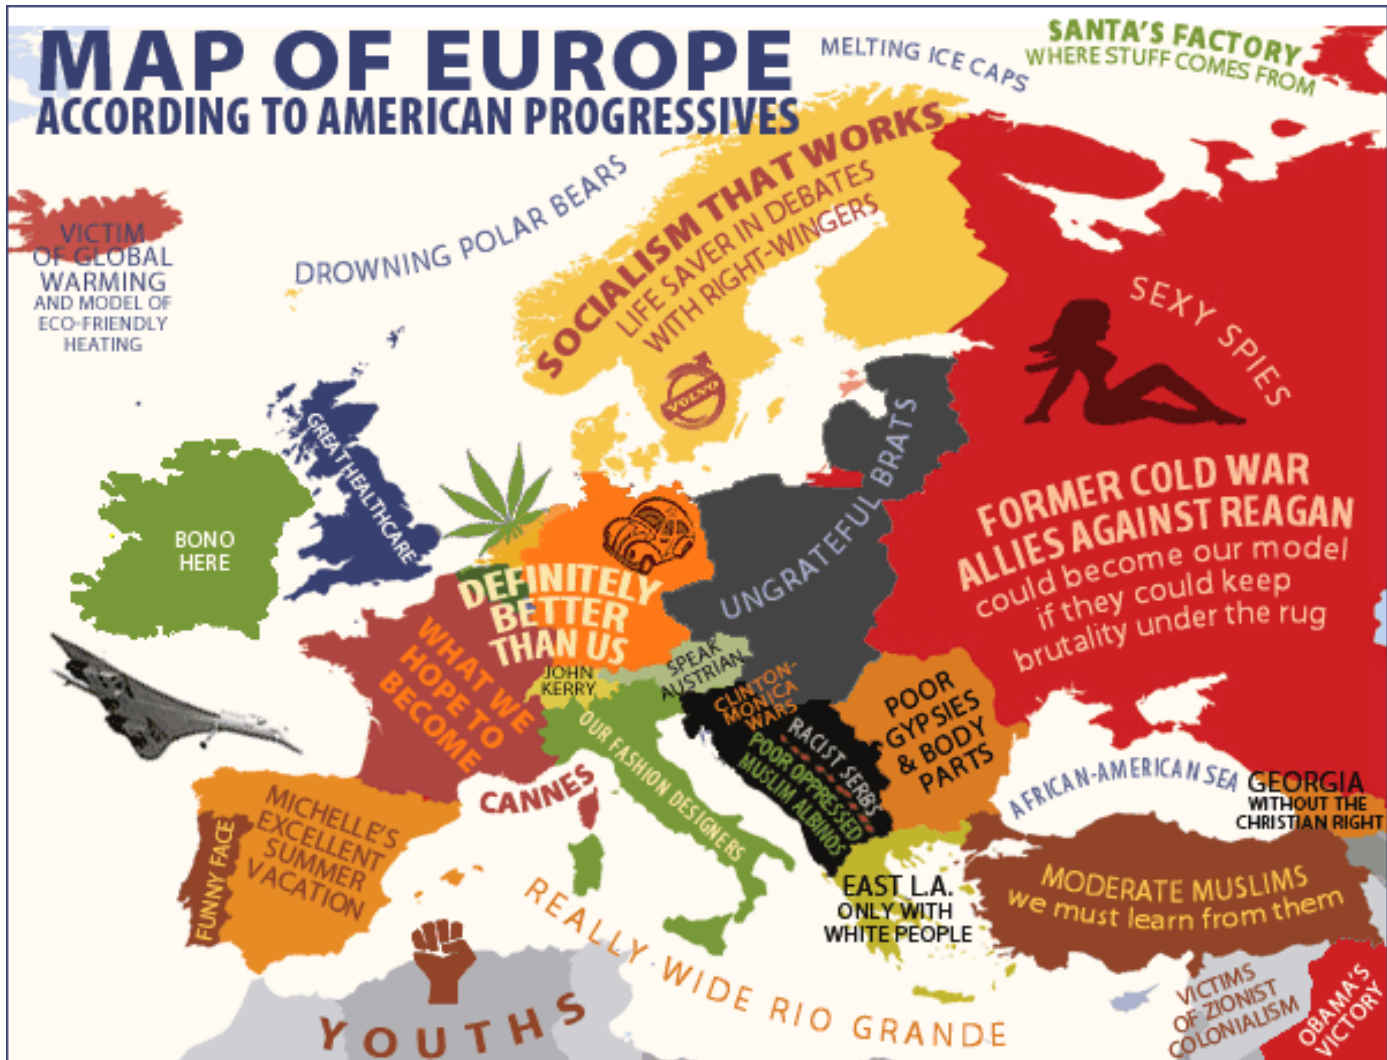 MAP OF EUROPE
ACCORDING TO AMERICAN PROGRESSIVES
MELTING ICE CAPS
SANTA'S FACTORY
WHERE STUFF COMES FROM
VICTIM
OF GLOBAL
WARMING
AND MODEL OF
ECO-FRIENDLY
HEATING
DROWNING POLAR BEARS
SOCIALISM THAT WORKS
LIFE SAVER IN DEBATES
WITH RIGHT-WINGERS
VOLVO
SEXY SPIES
GREAT HEALTHCARE
BONO
HERE
UNGRATEFUL BRATS
FORMER COLD WAR
ALLIES AGAINST REAGAN
could become our model
if they could keep
brutality under the rug
DEFINITELY
BETTER
THAN US
WHAT WE
HOPE TO
BECOME
JOHN
KERRY
SPEAK
AUSTRIAN
CLINTON-
MONICA
WARS
RACIST SERBS
POOR OPPRESSED
MUSLIM ALBINOS
POOR
GYPSIES
& BODY
PARTS
OUR FASHION DESIGNERS
CANNES
AFRICAN-AMERICAN SEA
GEORGIA
WITHOUT THE
CHRISTIAN RIGHT
MICHELLE'S
EXCELLENT
SUMMER
VACATION
FUNNY FACE
EAST L.A.
ONLY WITH
WHITE PEOPLE
MODERATE MUSLIMS
we must learn from them
REALLY WIDE RIO GRANDE
YOUTHS
VICTIMS
OF ZIONIST
COLONIALISM
OBAMA'S
VICTORY